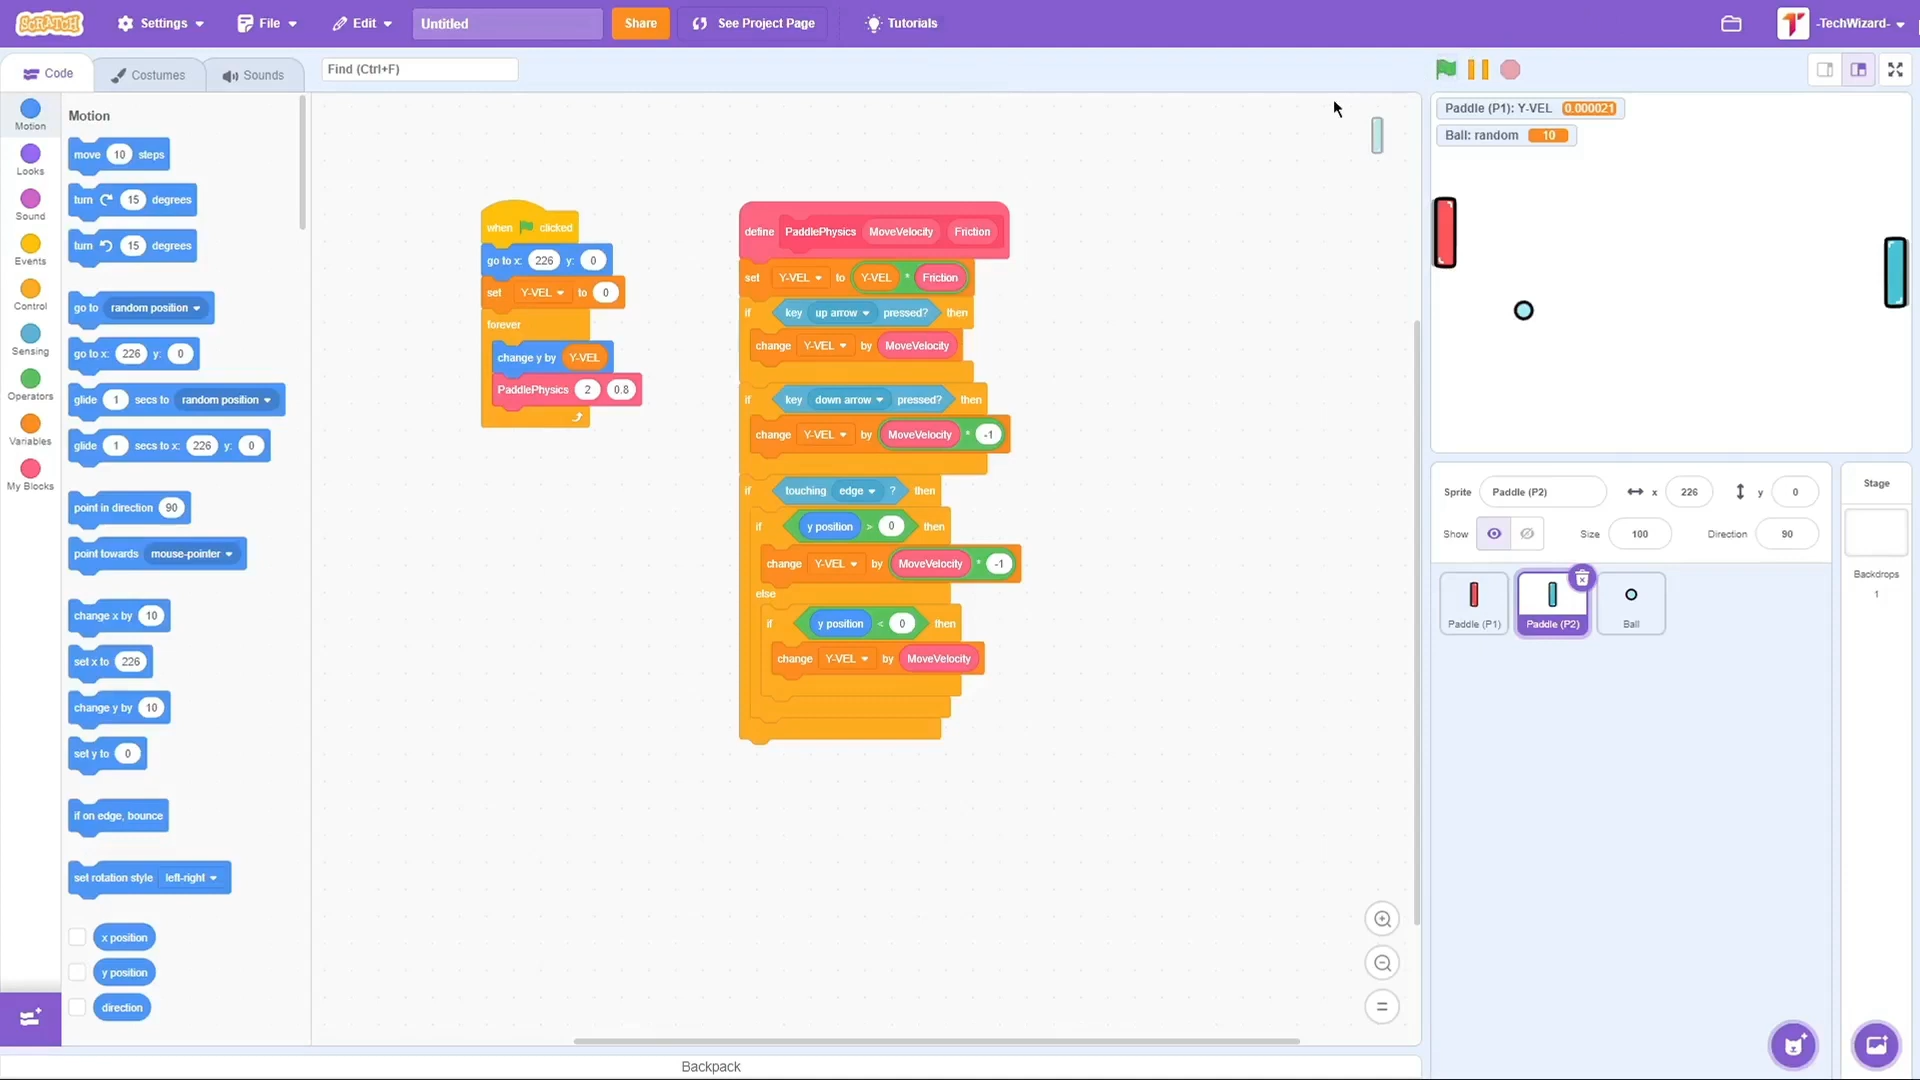 SCRATCH Settings File Edit Untitled Share See Project Page Tutorials -TechWizard-
Code Costumes Sounds Find (Ctrl+F)
Motion
Looks
Sound
Events
Control
Sensing
Operators
Variables
My Blocks
Motion
move 10 steps
turn 15 degrees
turn 15 degrees
go to random position
go to x: 226 y: 0
glide 1 secs to random position
glide 1 secs to x: 226 y: 0
point in direction 90
point towards mouse-pointer
change x by 10
set x to 226
change y by 10
set y to 0
if on edge, bounce
set rotation style left-right
x position
y position
direction
when clicked
go to x: 226 y: 0
set Y-VEL to 0
forever
change y by Y-VEL
PaddlePhysics 2 0.8
define PaddlePhysics MoveVelocity Friction
set Y-VEL to Y-VEL * Friction
if key up arrow pressed? then
change Y-VEL by MoveVelocity
if key down arrow pressed? then
change Y-VEL by MoveVelocity * -1
if touching edge ? then
if y position > 0 then
change Y-VEL by MoveVelocity * -1
else
if y position < 0 then
change Y-VEL by MoveVelocity
Paddle (P1): Y-VEL 0.000021
Ball: random 10
Sprite Paddle (P2) x 226 y 0
Show Size 100 Direction 90
Paddle (P1) Paddle (P2) Ball
Stage
Backdrops
1
Backpack